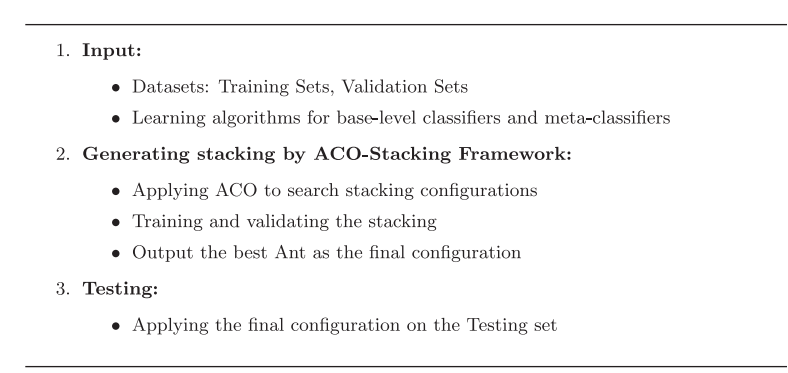 1. Input:
• Datasets: Training Sets, Validation Sets
• Learning algorithms for base-level classifiers and meta-classifiers
2. Generating stacking by ACO-Stacking Framework:
• Applying ACO to search stacking configurations
• Training and validating the stacking
• Output the best Ant as the final configuration
3. Testing:
• Applying the final configuration on the Testing set